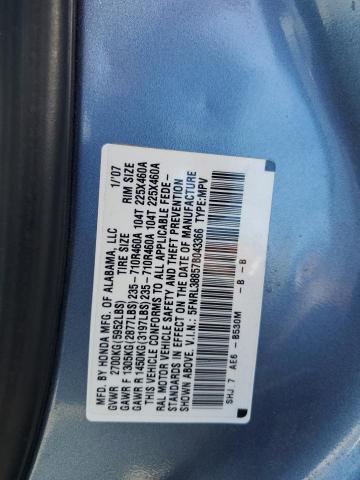 MFD. BY HONDA MFG. OF ALABAMA, LLC 1/'07
GVWR 2700KG(5952LBS) TIRE SIZE RIM SIZE
GAWR F 1305KG(2877LBS)235-710R460A 104T 225X460A
GAWR R 1450KG(3197LBS)235-710R460A 104T 225X460A
THIS VEHICLE CONFORMS TO ALL APPLICABLE FEDE-
RAL MOTOR VEHICLE SAFETY AND THEFT PREVENTION
STANDARDS IN EFFECT ON THE DATE OF MANUFACTURE
SHOWN ABOVE. V.I.N.: 5FNRL38857B043366 TYPE:MPV
SHJ 7 AE6 - B530M - B - B